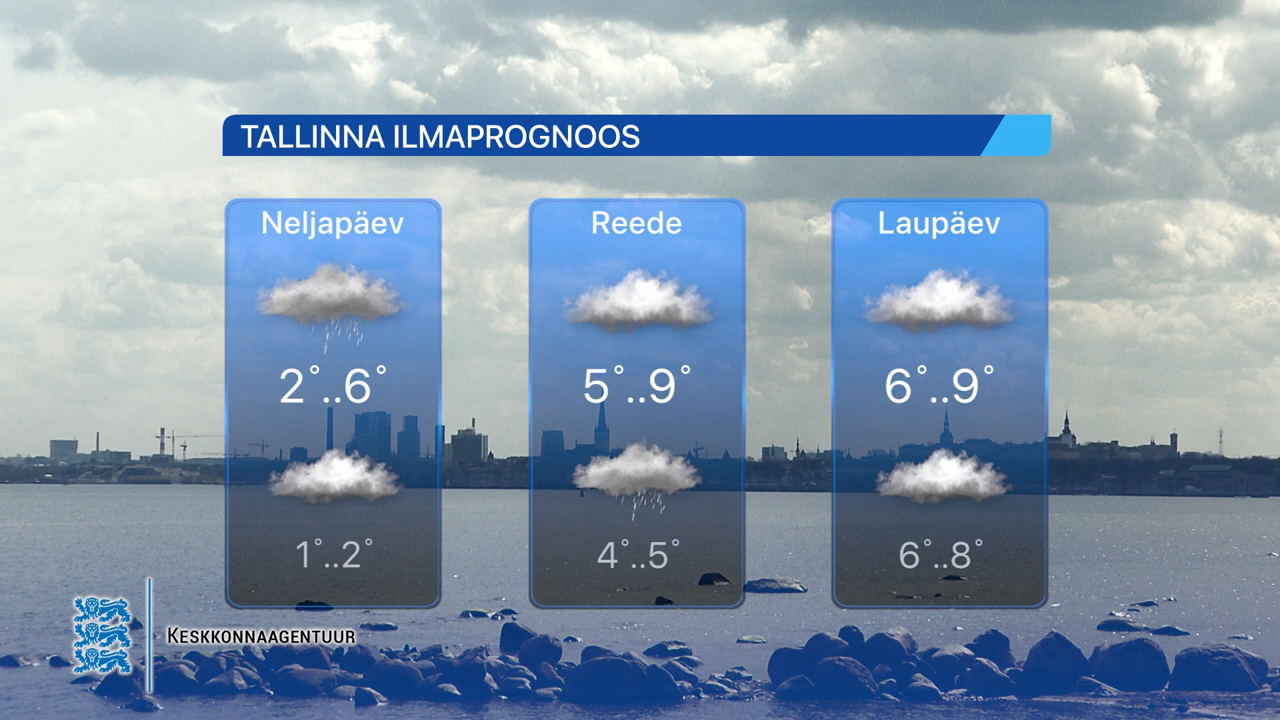 TALLINNA ILMAPROGNOOS
Neljapäev
2°..6°
1°..2°
Reede
5°..9°
4°..5°
Laupäev
6°..9°
6°..8°
KESKKONNAAGENTUUR